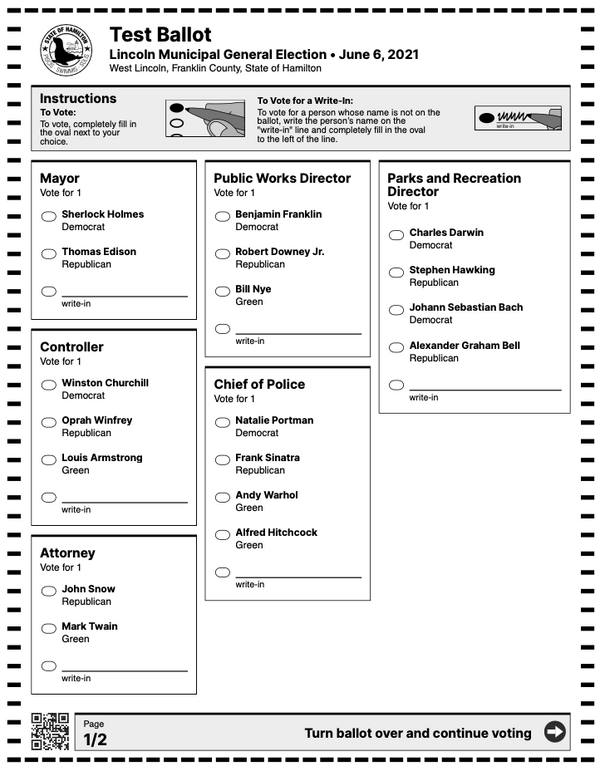 Test Ballot
Lincoln Municipal General Election • June 6, 2021
West Lincoln, Franklin County, State of Hamilton
STATE OF HAMILTON
Instructions
To Vote:
To vote, completely fill in
the oval next to your
choice.
To Vote for a Write-In:
To vote for a person whose name is not on the
ballot, write the person's name on the
"write-in" line and completely fill in the oval
to the left of the line.
write-in
Mayor
Vote for 1
Sherlock Holmes
Democrat
Thomas Edison
Republican
write-in
Controller
Vote for 1
Winston Churchill
Democrat
Oprah Winfrey
Republican
Louis Armstrong
Green
write-in
Attorney
Vote for 1
John Snow
Republican
Mark Twain
Green
write-in
Public Works Director
Vote for 1
Benjamin Franklin
Democrat
Robert Downey Jr.
Republican
Bill Nye
Green
write-in
Chief of Police
Vote for 1
Natalie Portman
Democrat
Frank Sinatra
Republican
Andy Warhol
Green
Alfred Hitchcock
Green
write-in
Parks and Recreation
Director
Vote for 1
Charles Darwin
Democrat
Stephen Hawking
Republican
Johann Sebastian Bach
Democrat
Alexander Graham Bell
Republican
write-in
Page
1/2
Turn ballot over and continue voting